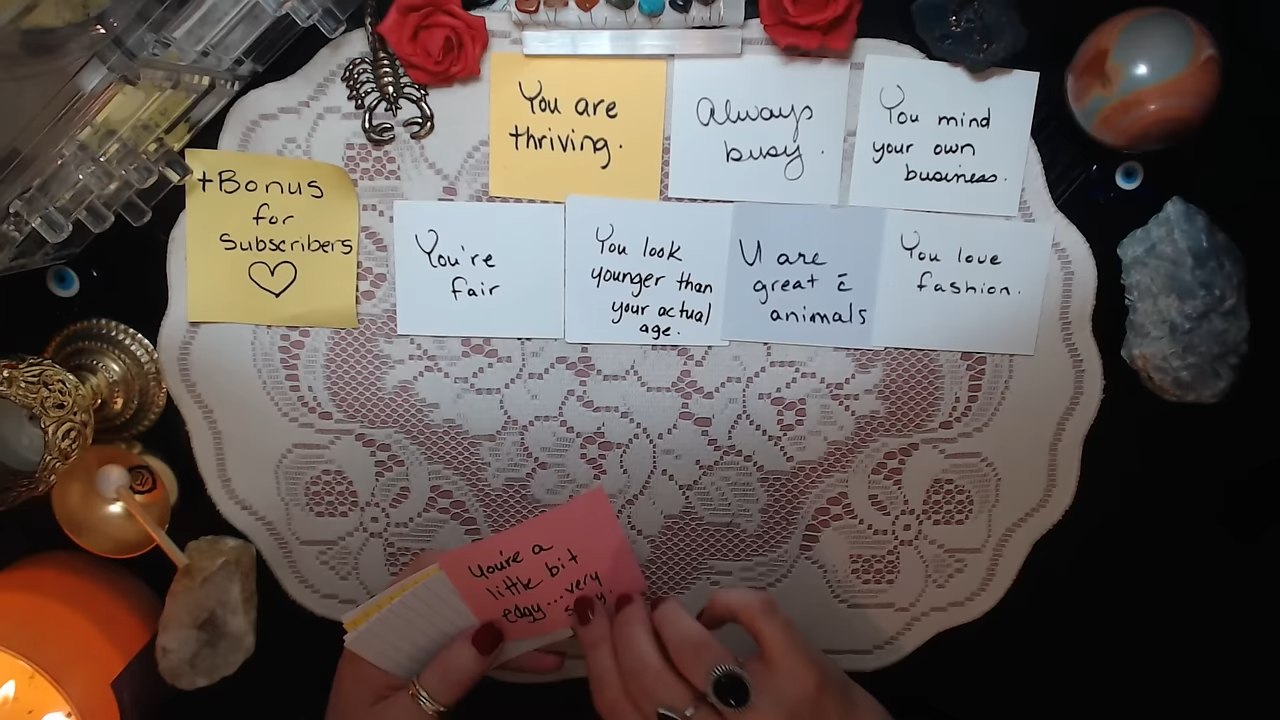 You are
thriving.
Always
busy.
You mind
your own
business.
+Bonus
for
Subscribers
You're
fair
You look
younger than
your actual
age.
U are
great c̄
animals
You love
fashion.
You're a
little bit
edgy...very